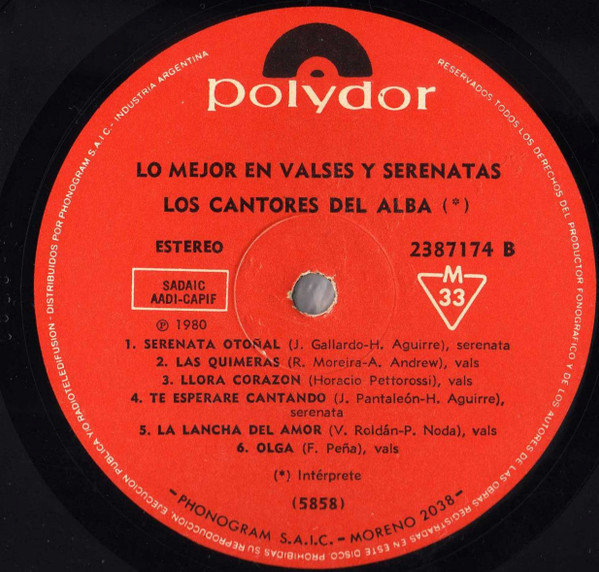 polydor
LO MEJOR EN VALSES Y SERENATAS
LOS CANTORES DEL ALBA (*)
ESTEREO
2387174 B
SADAIC
AADI-CAPIF
M
33
℗ 1980
1. SERENATA OTOÑAL (J. Gallardo-H. Aguirre), serenata
2. LAS QUIMERAS (R. Moreira-A. Andrew), vals
3. LLORA CORAZON (Horacio Pettorossi), vals
4. TE ESPERARE CANTANDO (J. Pantaleón-H. Aguirre),
serenata
5. LA LANCHA DEL AMOR (V. Roldán-P. Noda), vals
6. OLGA (F. Peña), vals
(*) Intérprete
(5858)
-PHONOGRAM S.A.I.C.- MORENO 2038-
RESERVADOS TODOS LOS DERECHOS DEL PRODUCTOR FONOGRAFICO Y DE LOS AUTORES DE LAS OBRAS REGISTRADAS EN ESTE DISCO. PROHIBIDAS SU REPRODUCCION, EJECUCION PUBLICA Y/O RADIOTELEDIFUSION - DISTRIBUIDOS POR PHONOGRAM S.A.I.C.- INDUSTRIA ARGENTINA